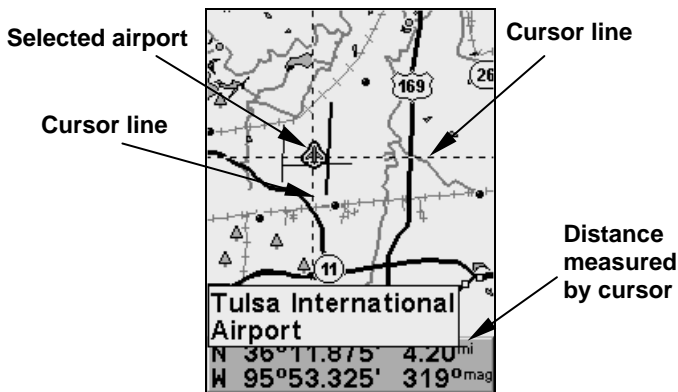 Selected airport
Cursor line
Cursor line
169
26
11
Distance
measured
by cursor
Tulsa International
Airport
N 36°11.875' 4.20mi
W 95°53.325' 319°mag